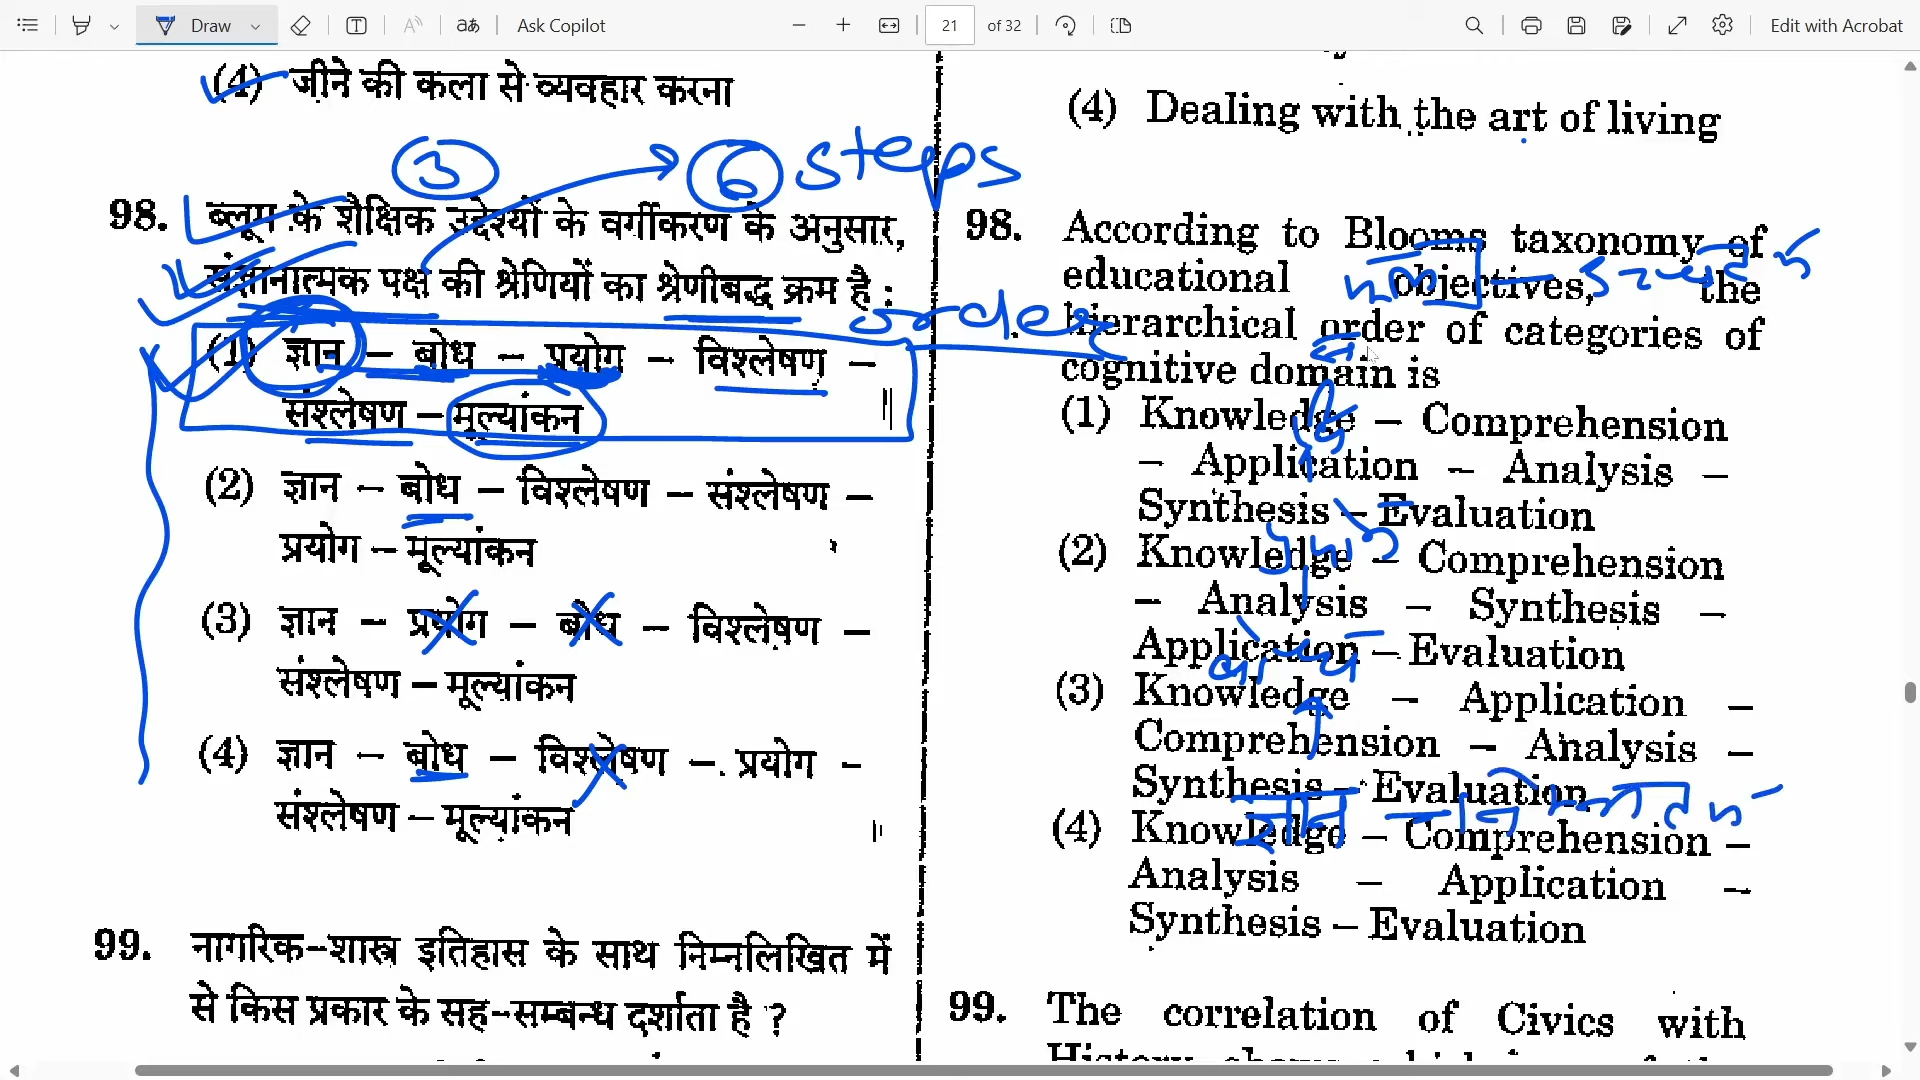 Draw
Ask Copilot
21 of 32
Edit with Acrobat
(4) जीने की कला से व्यवहार करना
3
6 steps
98. ब्लूम के शैक्षिक उद्देश्यों के वर्गीकरण के अनुसार,
संज्ञानात्मक पक्ष की श्रेणियों का श्रेणीबद्ध क्रम है :
order
(1) ज्ञान – बोध – प्रयोग – विश्लेषण –
संश्लेषण – मूल्यांकन
(2) ज्ञान – बोध – विश्लेषण – संश्लेषण –
प्रयोग – मूल्यांकन
(3) ज्ञान – प्रयोग – बोध – विश्लेषण –
संश्लेषण – मूल्यांकन
(4) ज्ञान – बोध – विश्लेषण – प्रयोग –
संश्लेषण – मूल्यांकन
99. नागरिक-शास्त्र इतिहास के साथ निम्नलिखित में
से किस प्रकार के सह-सम्बन्ध दर्शाता है ?
(4) Dealing with the art of living
98. According to Blooms taxonomy of
educational objectives, the
hierarchical order of categories of
cognitive domain is
(1) Knowledge – Comprehension
– Application – Analysis –
Synthesis – Evaluation
(2) Knowledge – Comprehension
– Analysis – Synthesis –
Application – Evaluation
(3) Knowledge – Application –
Comprehension – Analysis –
Synthesis – Evaluation
(4) Knowledge – Comprehension –
Analysis – Application –
Synthesis – Evaluation
ज्ञान
99. The correlation of Civics with